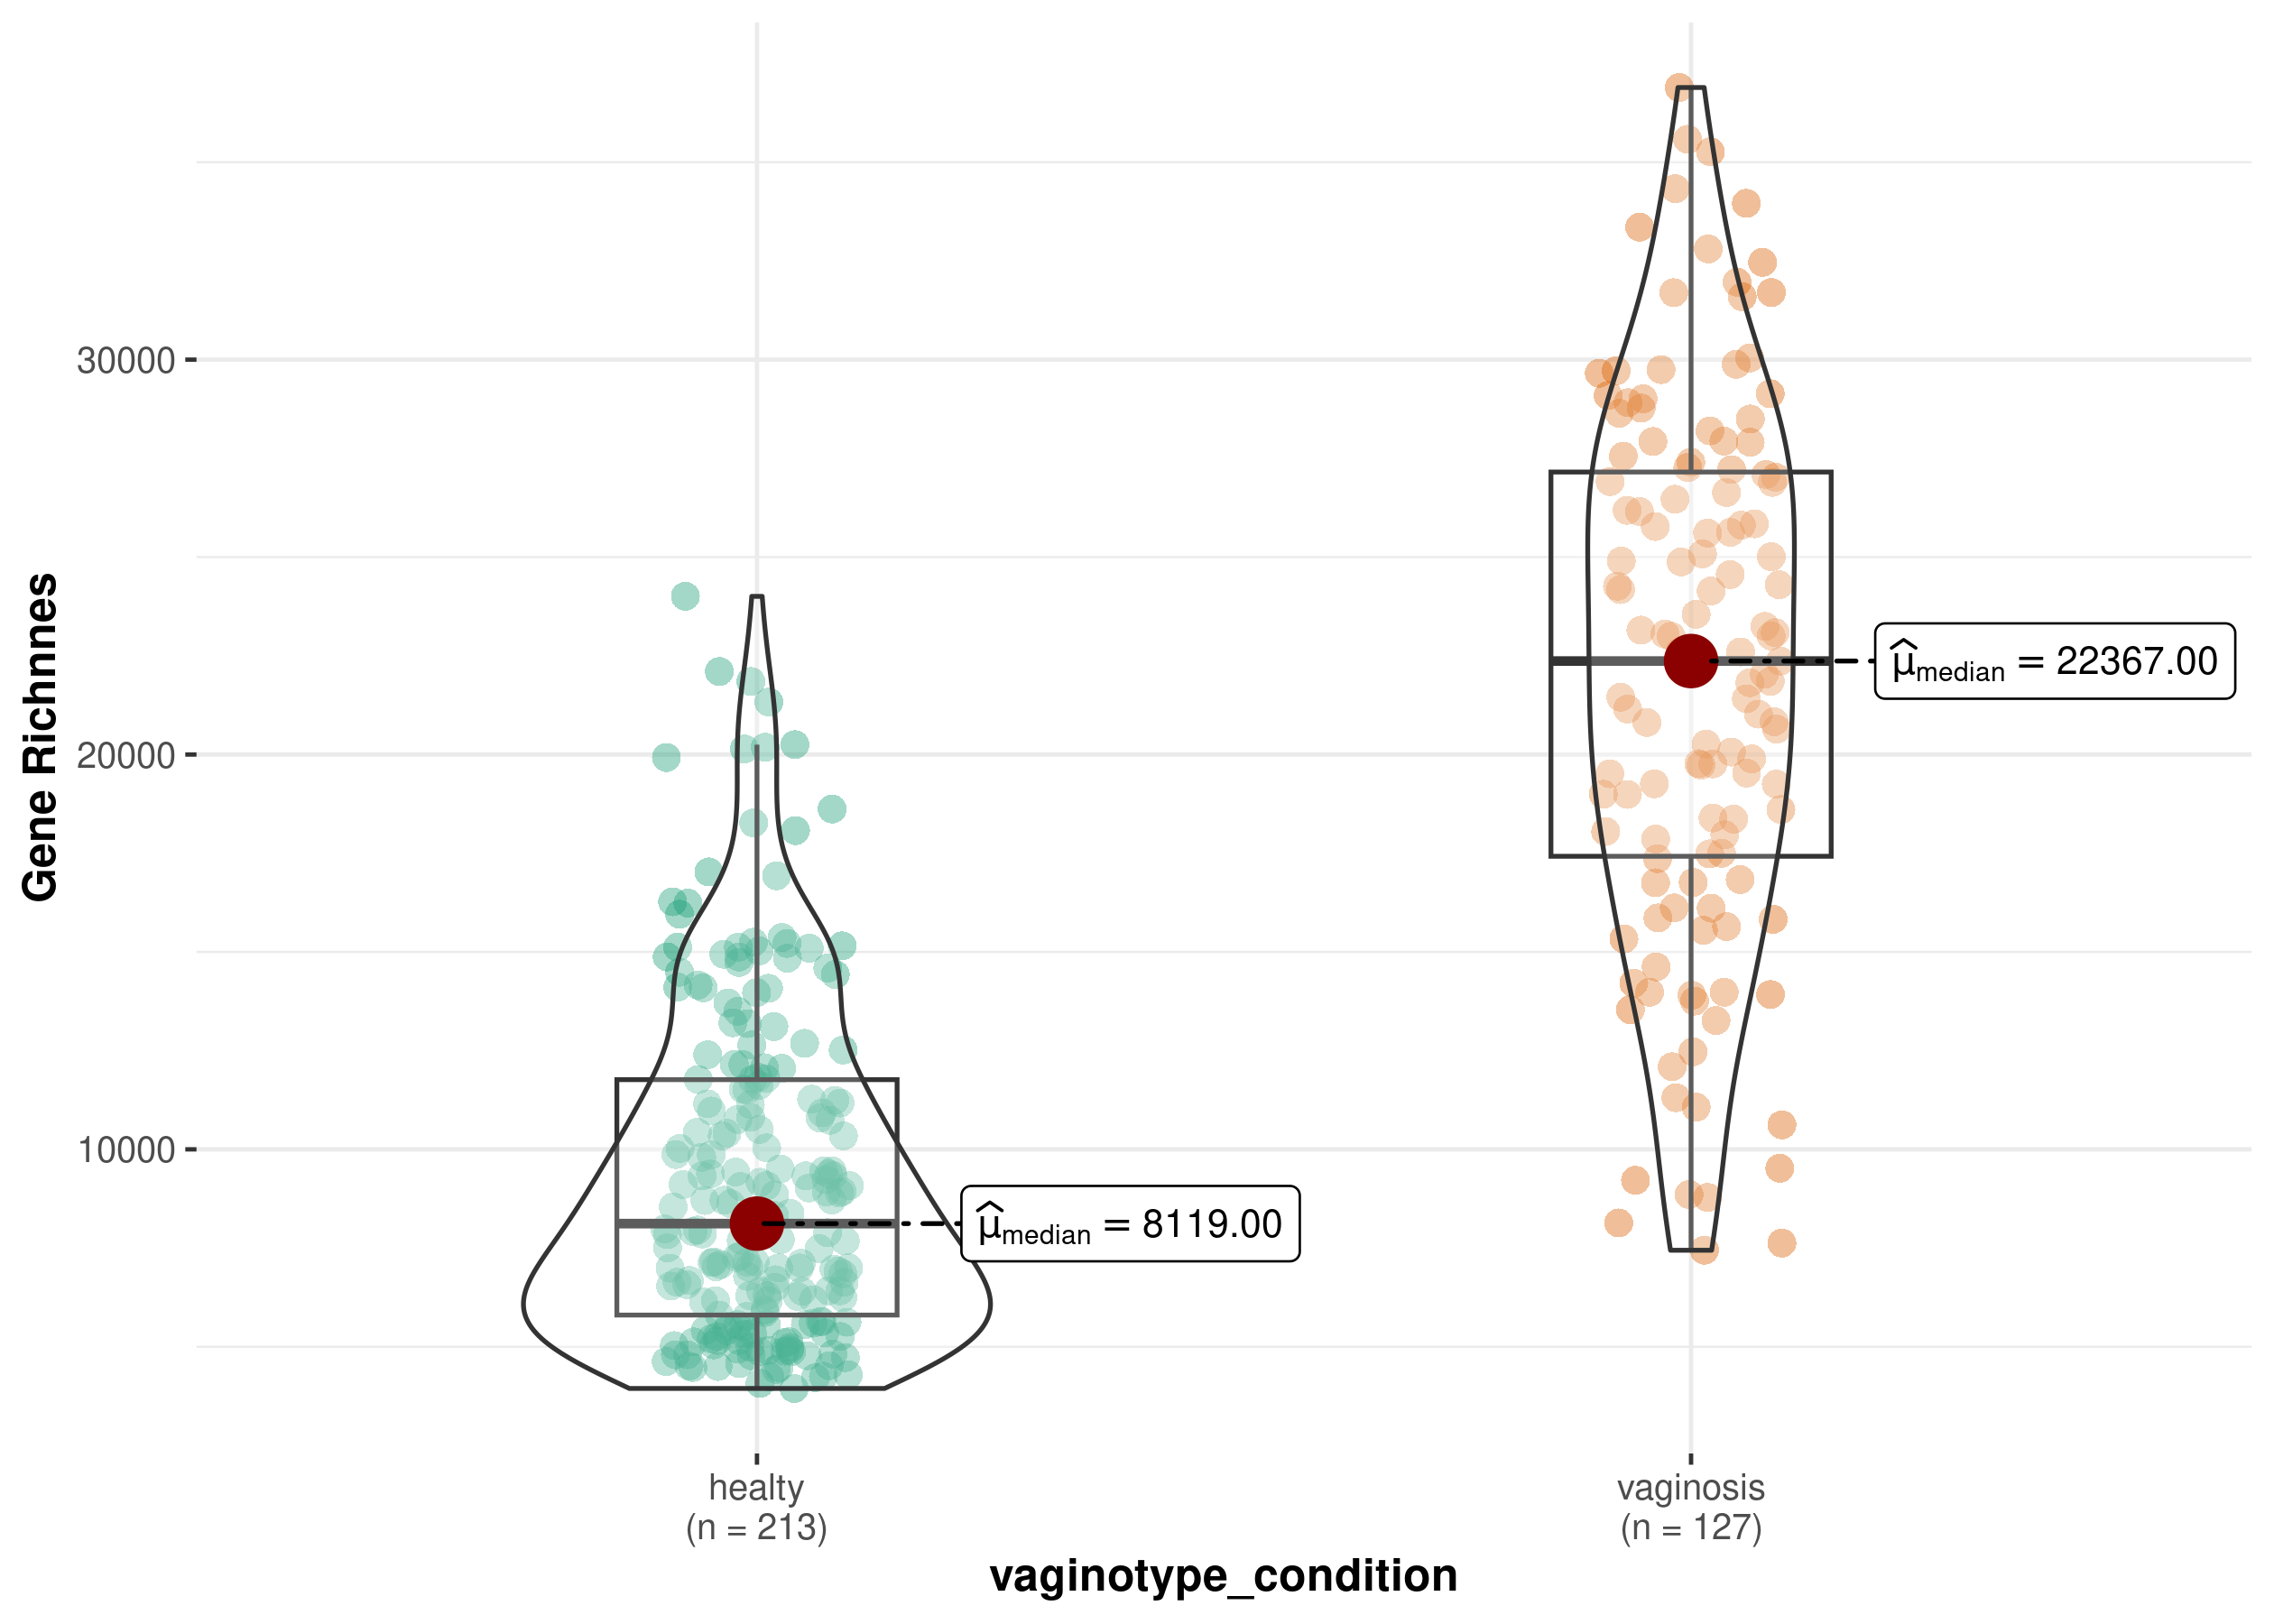 Gene Richnnes
30000
20000
10000
μ̂median = 22367.00
μ̂median = 8119.00
healty
(n = 213)
vaginosis
(n = 127)
vaginotype_condition